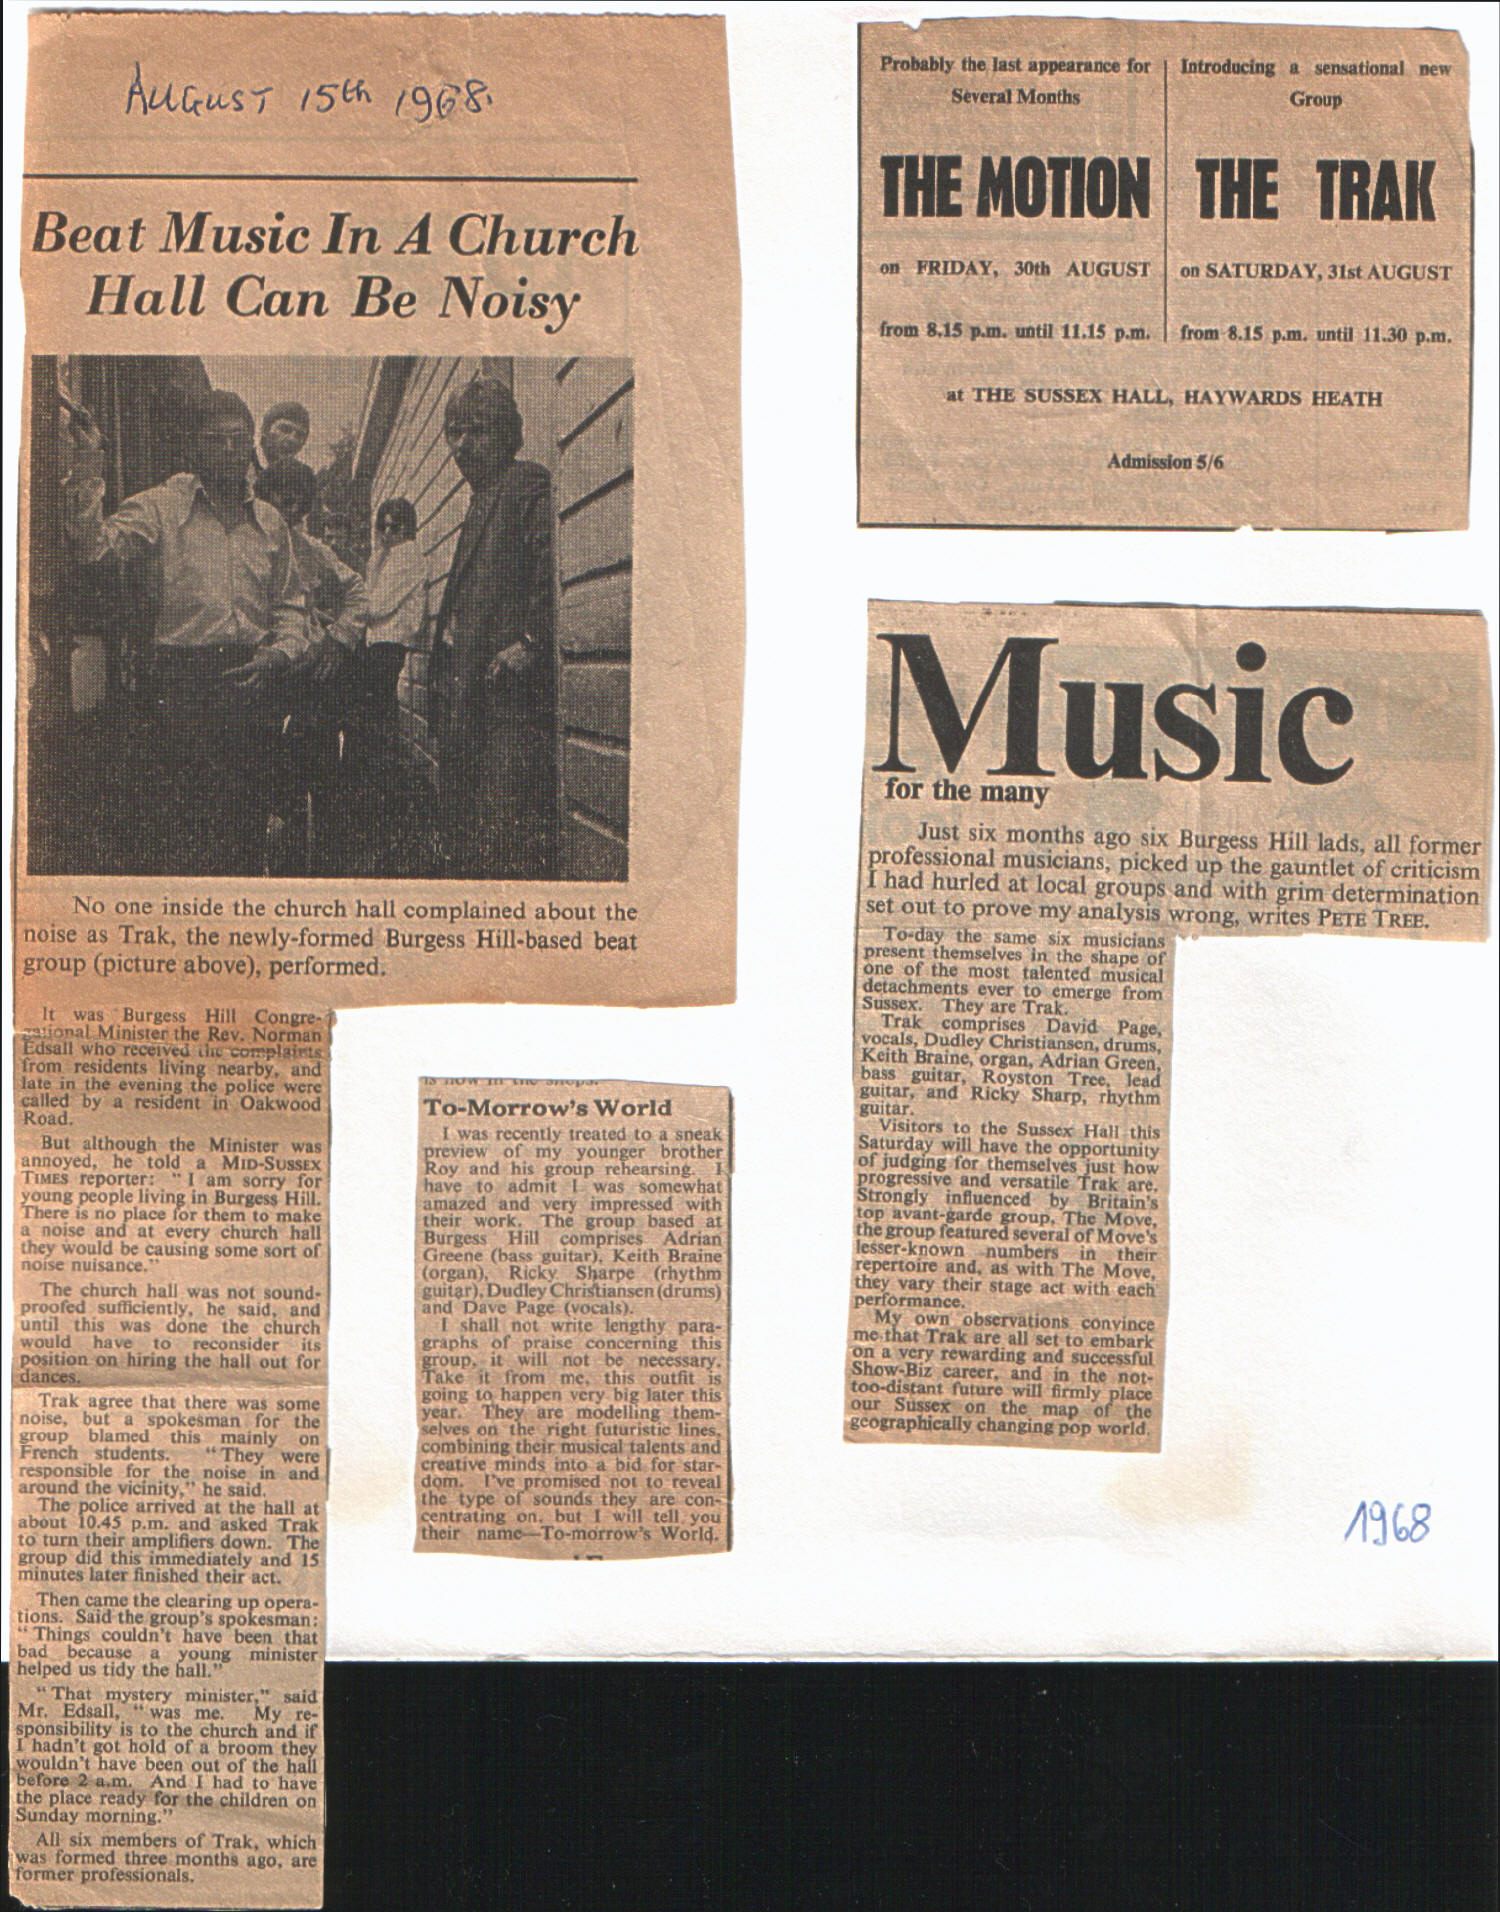 AUGUST 15th 1968.
Beat Music In A Church
Hall Can Be Noisy
No one inside the church hall complained about the
noise as Trak, the newly-formed Burgess Hill-based beat
group (picture above), performed.
It was Burgess Hill Congre-
gational Minister the Rev. Norman
Edsall who received the complaints
from residents living nearby, and
late in the evening the police were
called by a resident in Oakwood
Road.
But although the Minister was
annoyed, he told a MID-SUSSEX
TIMES reporter: "I am sorry for
young people living in Burgess Hill.
There is no place for them to make
a noise and at every church hall
they would be causing some sort of
noise nuisance."
The church hall was not sound-
proofed sufficiently, he said, and
until this was done the church
would have to reconsider its
position on hiring the hall out for
dances.
Trak agree that there was some
noise, but a spokesman for the
group blamed this mainly on
French students. "They were
responsible for the noise in and
around the vicinity," he said.
The police arrived at the hall at
about 10.45 p.m. and asked Trak
to turn their amplifiers down. The
group did this immediately and 15
minutes later finished their act.
Then came the clearing up opera-
tions. Said the group's spokesman:
"Things couldn't have been that
bad because a young minister
helped us tidy the hall."
"That mystery minister," said
Mr. Edsall, "was me. My re-
sponsibility is to the church and if
I hadn't got hold of a broom they
wouldn't have been out of the hall
before 2 a.m. And I had to have
the place ready for the children on
Sunday morning."
All six members of Trak, which
was formed three months ago, are
former professionals.
is now in the shops.
To-Morrow's World
I was recently treated to a sneak
preview of my younger brother
Roy and his group rehearsing. I
have to admit I was somewhat
amazed and very impressed with
their work. The group based at
Burgess Hill comprises Adrian
Greene (bass guitar), Keith Braine
(organ), Ricky Sharpe (rhythm
guitar), Dudley Christiansen (drums)
and Dave Page (vocals).
I shall not write lengthy para-
graphs of praise concerning this
group, it will not be necessary.
Take it from me, this outfit is
going to happen very big later this
year. They are modelling them-
selves on the right futuristic lines,
combining their musical talents and
creative minds into a bid for star-
dom. I've promised not to reveal
the type of sounds they are con-
centrating on, but I will tell you
their name—To-morrow's World.
Probably the last appearance for
Several Months
THE MOTION
on FRIDAY, 30th AUGUST
from 8.15 p.m. until 11.15 p.m.
Introducing a sensational new
Group
THE TRAK
on SATURDAY, 31st AUGUST
from 8.15 p.m. until 11.30 p.m.
at THE SUSSEX HALL, HAYWARDS HEATH
Admission 5/6
Music
for the many
Just six months ago six Burgess Hill lads, all former
professional musicians, picked up the gauntlet of criticism
I had hurled at local groups and with grim determination
set out to prove my analysis wrong, writes PETE TREE.
To-day the same six musicians
present themselves in the shape of
one of the most talented musical
detachments ever to emerge from
Sussex. They are Trak.
Trak comprises David Page,
vocals, Dudley Christiansen, drums,
Keith Braine, organ, Adrian Green,
bass guitar, Royston Tree, lead
guitar, and Ricky Sharp, rhythm
guitar.
Visitors to the Sussex Hall this
Saturday will have the opportunity
of judging for themselves just how
progressive and versatile Trak are.
Strongly influenced by Britain's
top avant-garde group, The Move,
the group featured several of Move's
lesser-known numbers in their
repertoire and, as with The Move,
they vary their stage act with each
performance.
My own observations convince
me that Trak are all set to embark
on a very rewarding and successful
Show-Biz career, and in the not-
too-distant future will firmly place
our Sussex on the map of the
geographically changing pop world.
1968